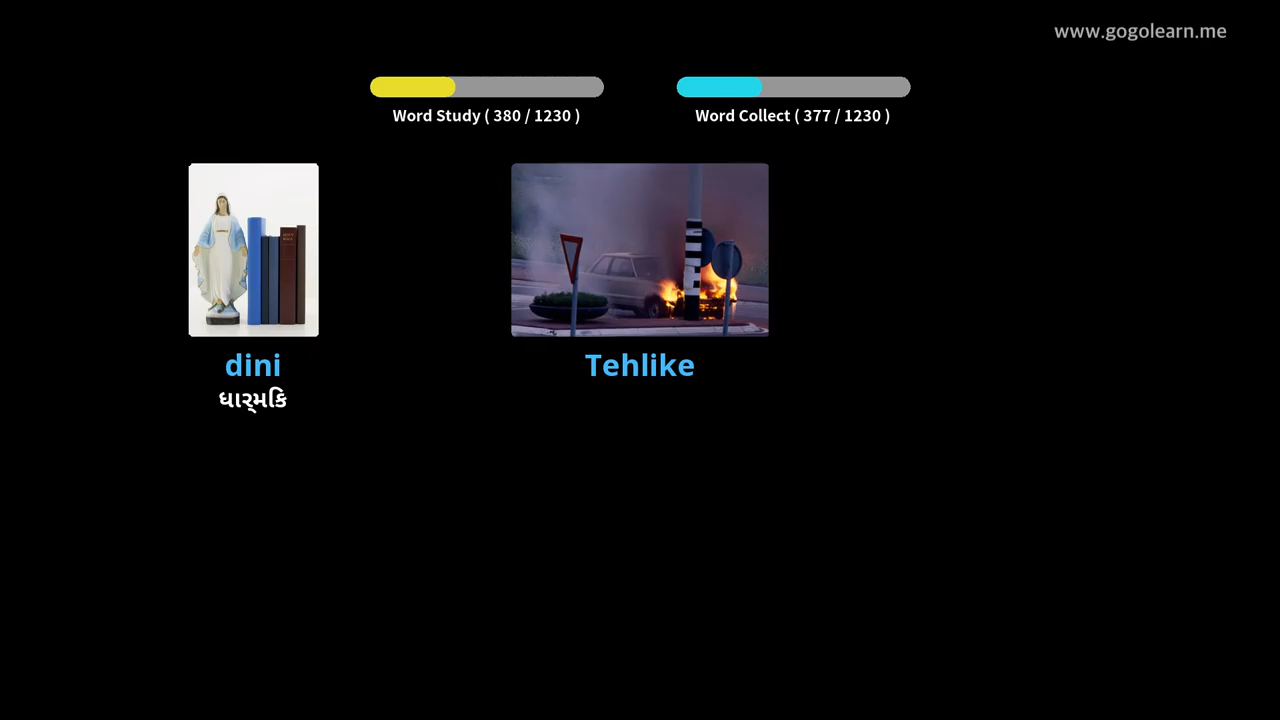 www.gogolearn.me
Word Study ( 380 / 1230 )
Word Collect ( 377 / 1230 )
dini
ધાર્મિક
Tehlike